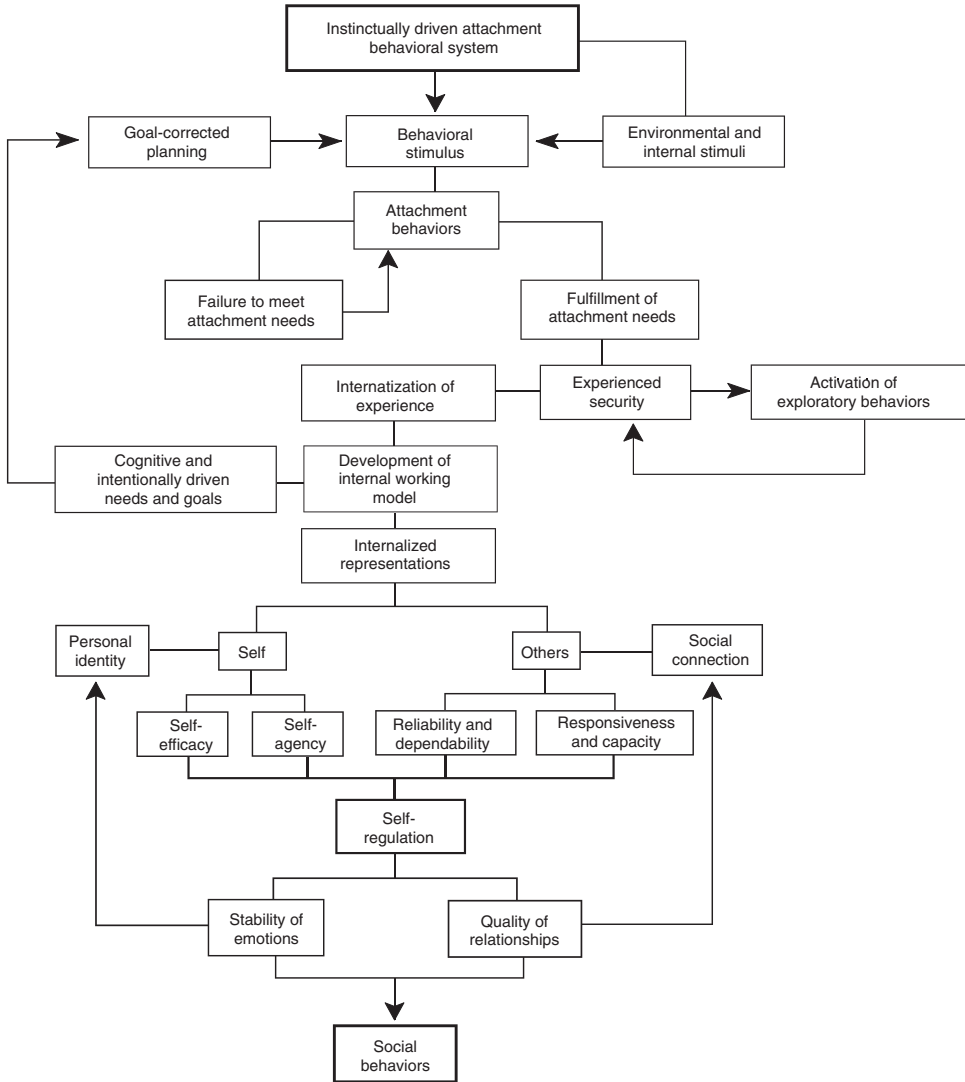 Instinctually driven attachment
behavioral system
Goal-corrected
planning
Behavioral
stimulus
Environmental and
internal stimuli
Attachment
behaviors
Failure to meet
attachment needs
Fulfillment of
attachment needs
Internatization of
experience
Experienced
security
Activation of
exploratory behaviors
Cognitive and
intentionally driven
needs and goals
Development of
internal working
model
Internalized
representations
Personal
identity
Self
Others
Social
connection
Self-
efficacy
Self-
agency
Reliability and
dependability
Responsiveness
and capacity
Self-
regulation
Stability of
emotions
Quality of
relationships
Social
behaviors